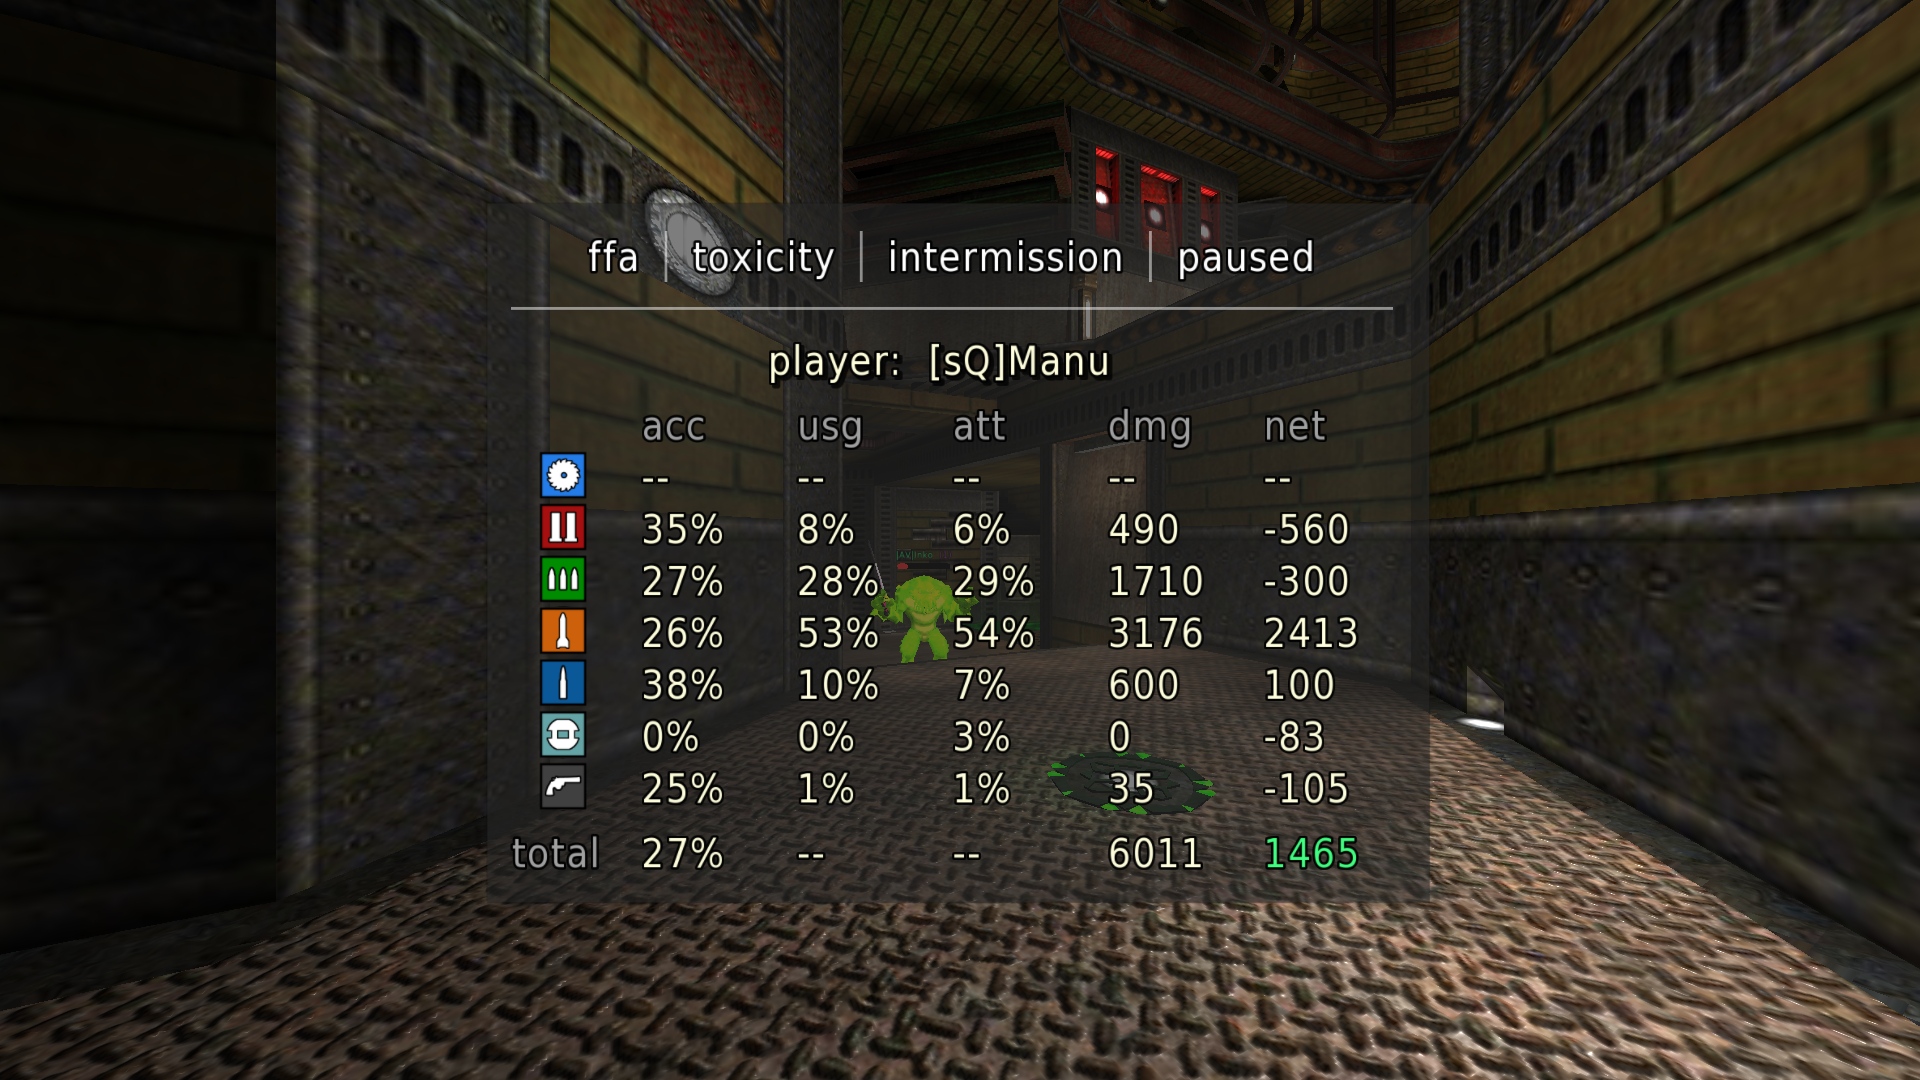 ffa | toxicity | intermission | paused
player: [sQ]Manu
acc usg att dmg net
-- -- -- -- --
35% 8% 6% 490 -560
27% 28% 29% 1710 -300
26% 53% 54% 3176 2413
38% 10% 7% 600 100
0% 0% 3% 0 -83
25% 1% 1% 35 -105
total 27% -- -- 6011 1465